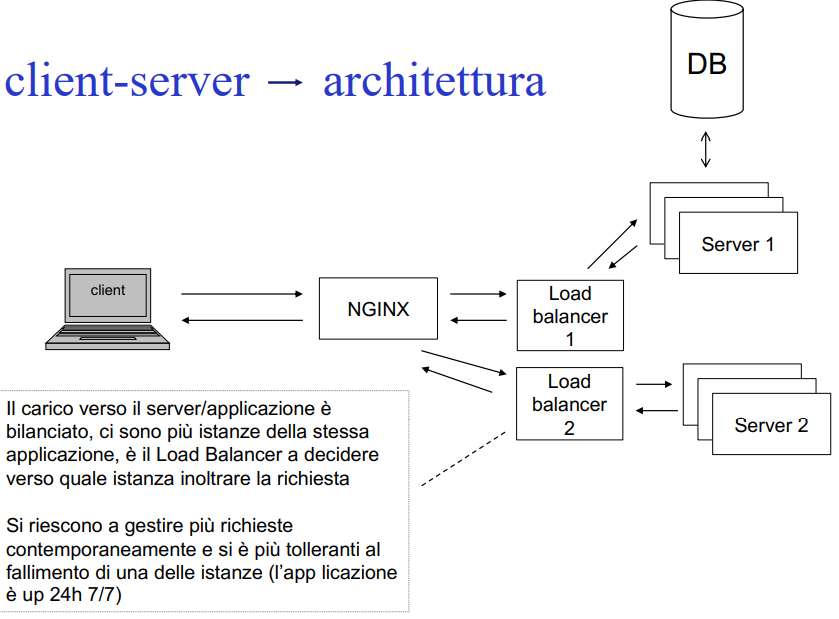 client-server → architettura
DB
Server 1
client
NGINX
Load
balancer
1
Load
balancer
2
Server 2
Il carico verso il server/applicazione è
bilanciato, ci sono più istanze della stessa
applicazione, è il Load Balancer a decidere
verso quale istanza inoltrare la richiesta
Si riescono a gestire più richieste
contemporaneamente e si è più tolleranti al
fallimento di una delle istanze (l’app licazione
è up 24h 7/7)